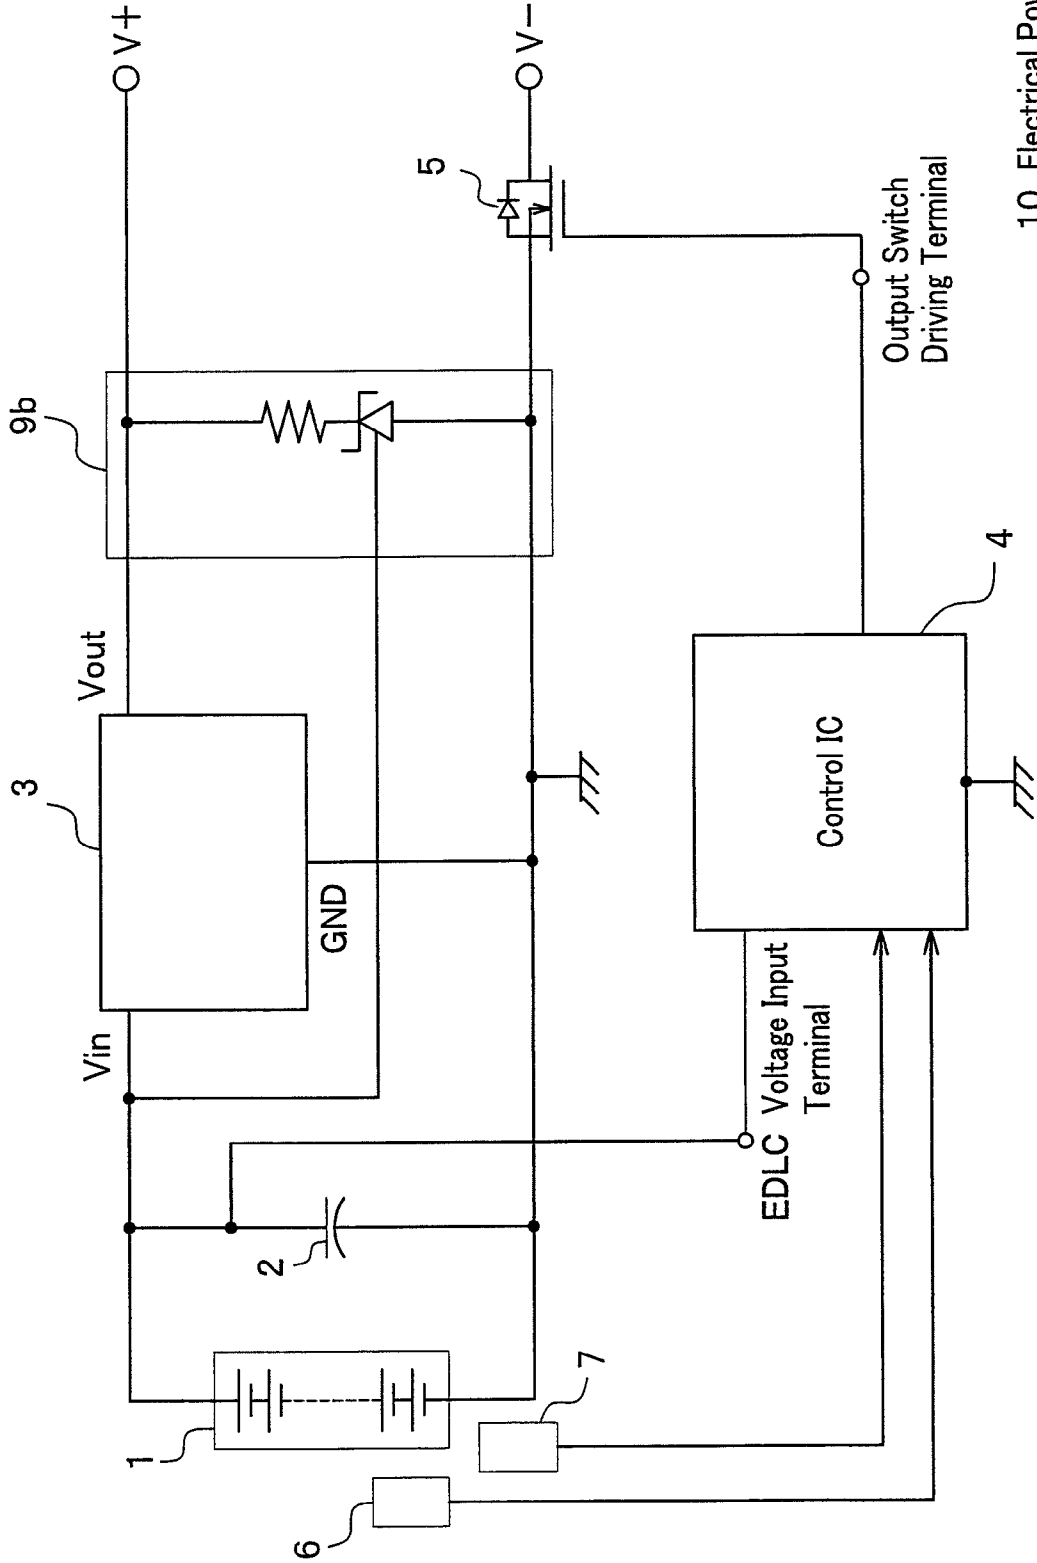 V+
V−
5
9b
Vout
3
GND
Vin
Output Switch
Driving Terminal
4
Control IC
EDLC Voltage Input
Terminal
2
1
7
6
10 Electrical